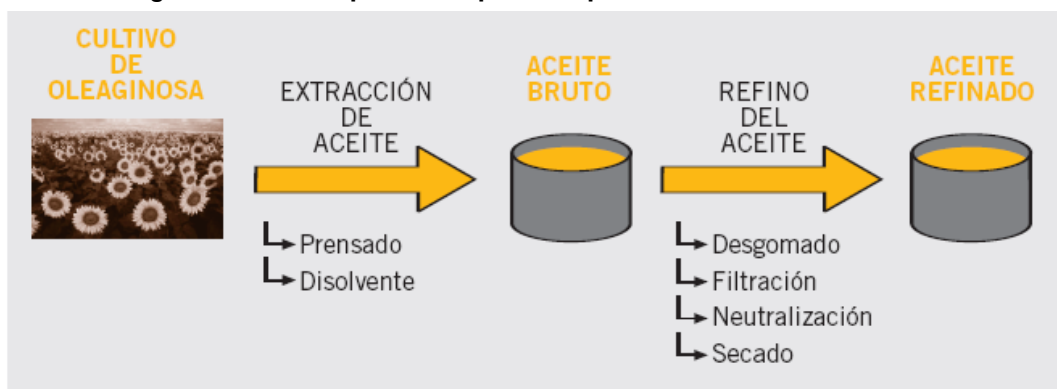 CULTIVO
DE
OLEAGINOSA
EXTRACCIÓN
DE
ACEITE
Prensado
Disolvente
ACEITE
BRUTO
REFINO
DEL
ACEITE
Desgomado
Filtración
Neutralización
Secado
ACEITE
REFINADO